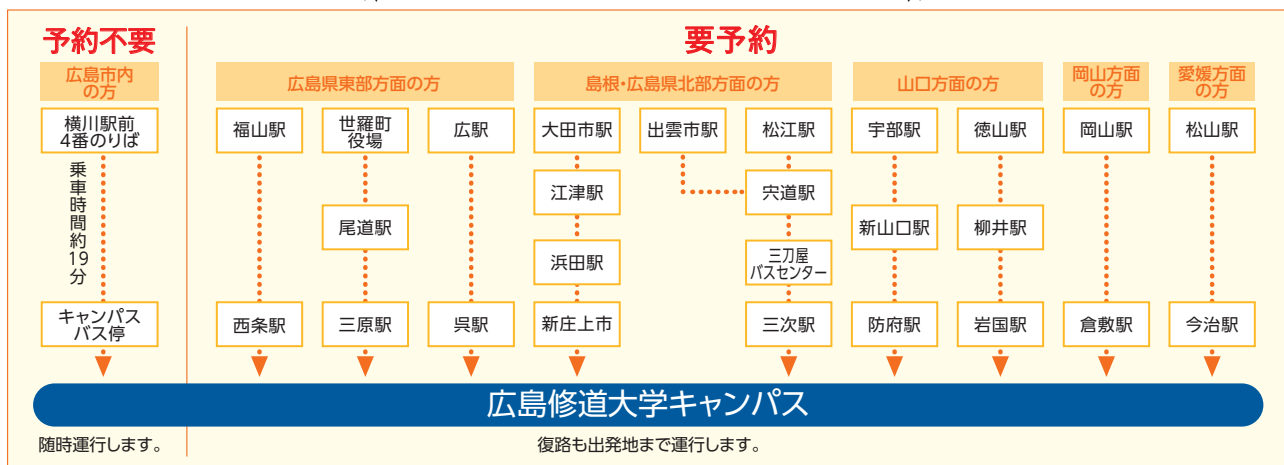 予約不要
要予約
広島市内
の方
広島県東部方面の方
島根・広島県北部方面の方
山口方面の方
岡山方面
の方
愛媛方面
の方
横川駅前
4番のりば
福山駅
世羅町
役場
広駅
大田市駅
出雲市駅
松江駅
宇部駅
徳山駅
岡山駅
松山駅
乗車時間約19分
尾道駅
江津駅
宍道駅
新山口駅
柳井駅
浜田駅
三刀屋
バスセンター
キャンパス
バス停
西条駅
三原駅
呉駅
新庄上市
三次駅
防府駅
岩国駅
倉敷駅
今治駅
広島修道大学キャンパス
随時運行します。
復路も出発地まで運行します。